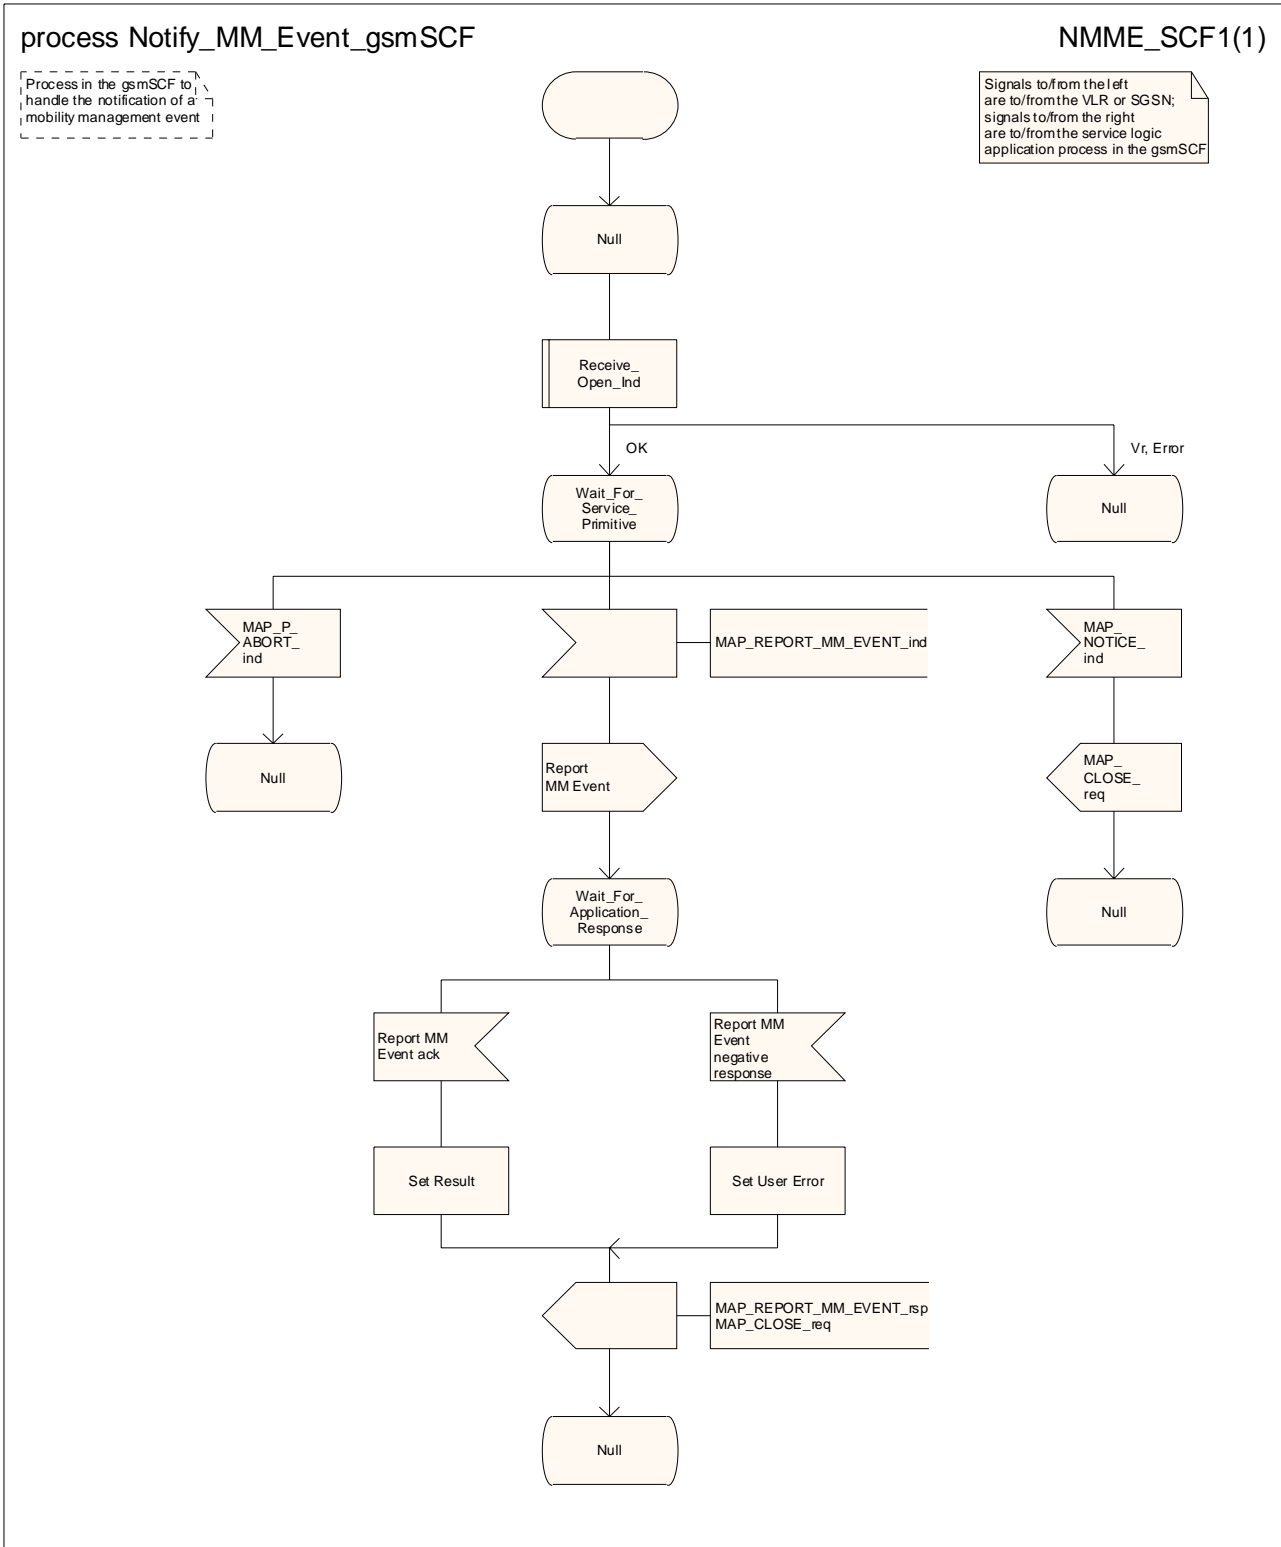 process Notify_MM_Event_gsmSCF
NMME_SCF1(1)
Process in the gsmSCF to
handle the notification of a
mobility management event
Signals to/from the left
are to/from the VLR or SGSN;
signals to/from the right
are to/from the service logic
application process in the gsmSCF
Null
Receive_
Open_Ind
OK
Vr, Error
Wait_For_
Service_
Primitive
Null
MAP_P_
ABORT_
ind
MAP_REPORT_MM_EVENT_ind
MAP_
NOTICE_
ind
Null
Report
MM Event
MAP_
CLOSE_
req
Wait_For_
Application_
Response
Null
Report MM
Event ack
Report MM
Event
negative
response
Set Result
Set User Error
MAP_REPORT_MM_EVENT_rsp
MAP_CLOSE_req
Null